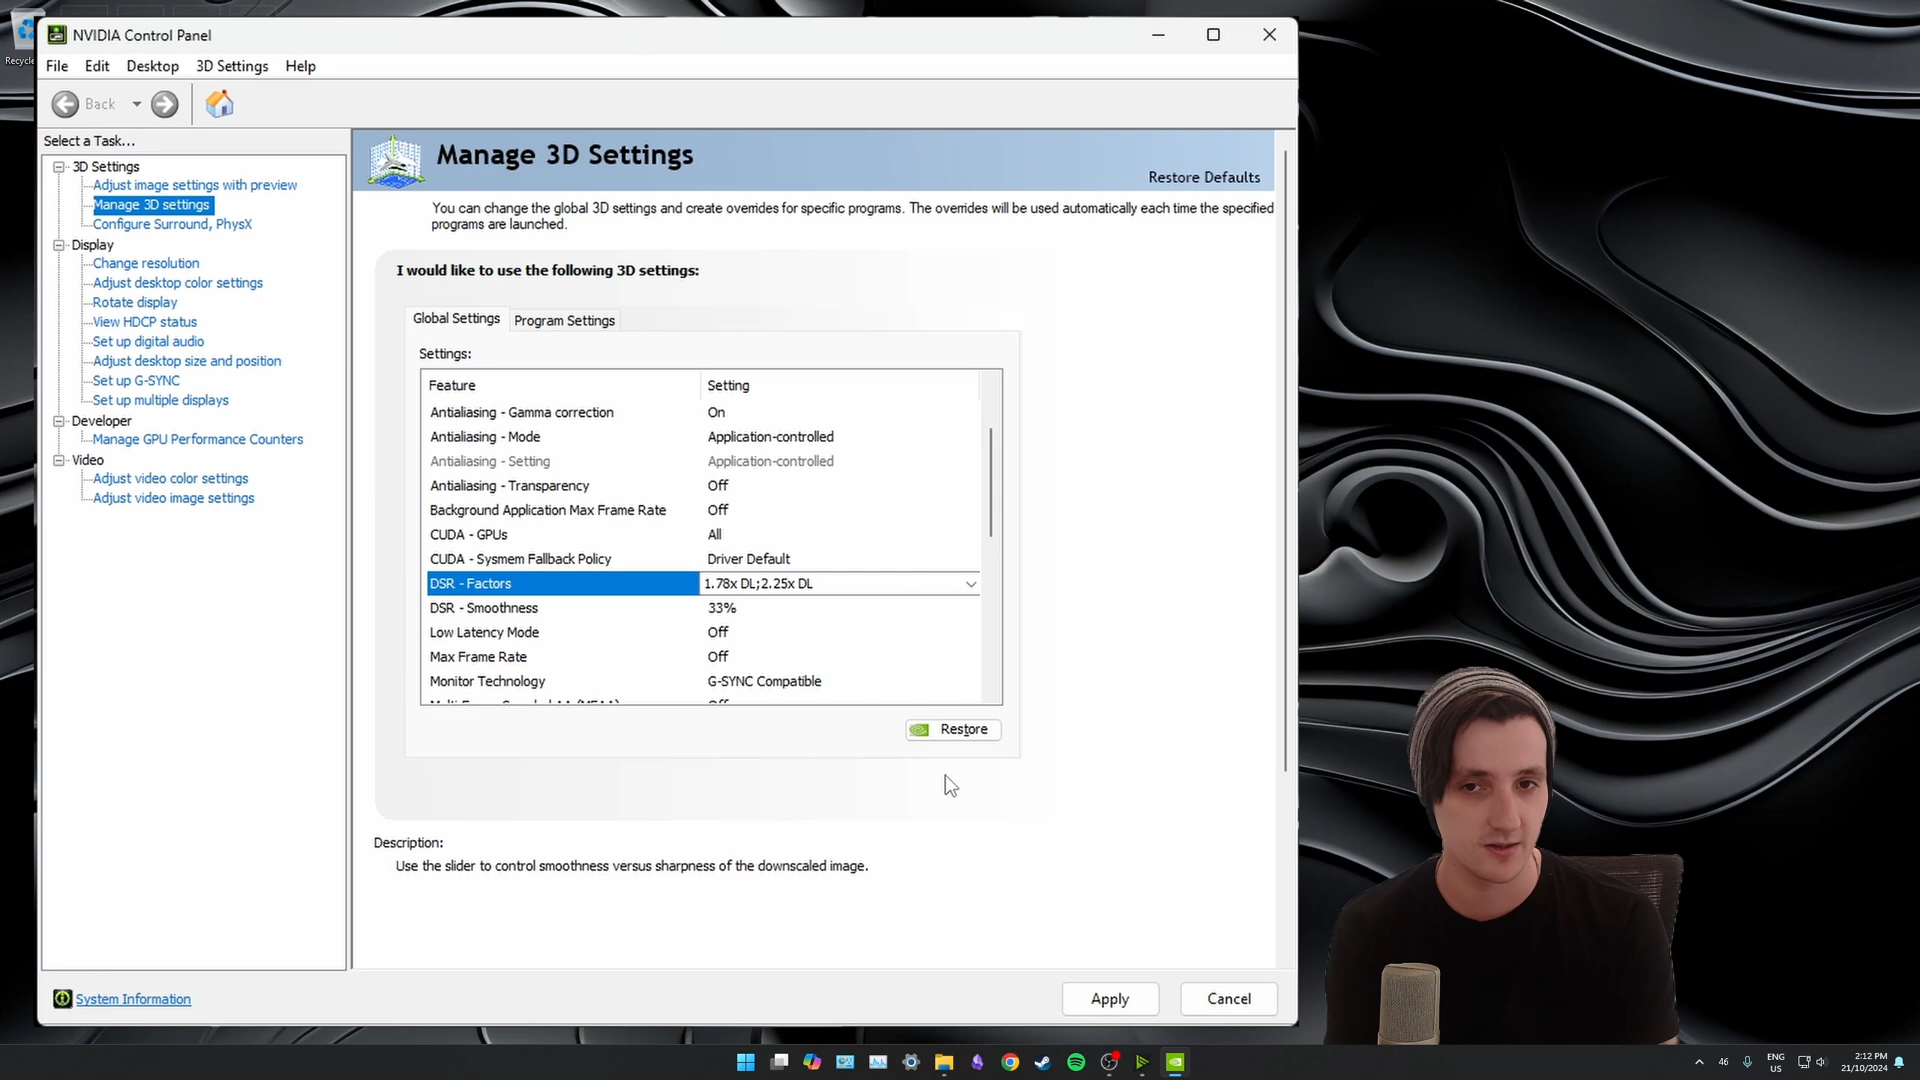 Recycle
NVIDIA Control Panel
File Edit Desktop 3D Settings Help
Back
Select a Task...
3D Settings
Adjust image settings with preview
Manage 3D settings
Configure Surround, PhysX
Display
Change resolution
Adjust desktop color settings
Rotate display
View HDCP status
Set up digital audio
Adjust desktop size and position
Set up G-SYNC
Set up multiple displays
Developer
Manage GPU Performance Counters
Video
Adjust video color settings
Adjust video image settings
System Information
Manage 3D Settings
Restore Defaults
You can change the global 3D settings and create overrides for specific programs. The overrides will be used automatically each time the specified
programs are launched.
I would like to use the following 3D settings:
Global Settings Program Settings
Settings:
Feature Setting
Antialiasing - Gamma correction On
Antialiasing - Mode Application-controlled
Antialiasing - Setting Application-controlled
Antialiasing - Transparency Off
Background Application Max Frame Rate Off
CUDA - GPUs All
CUDA - Sysmem Fallback Policy Driver Default
DSR - Factors 1.78x DL;2.25x DL
DSR - Smoothness 33%
Low Latency Mode Off
Max Frame Rate Off
Monitor Technology G-SYNC Compatible
Restore
Description:
Use the slider to control smoothness versus sharpness of the downscaled image.
Apply Cancel
46 ENG
US
2:12 PM
21/10/2024